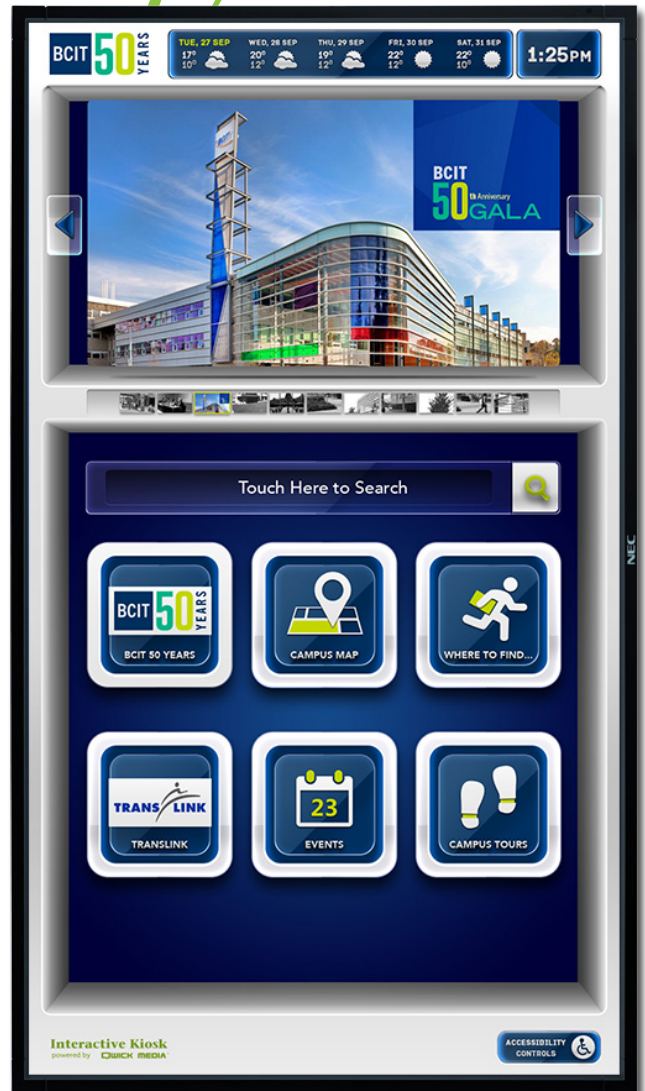 BCIT 50 YEARS
TUE, 27 SEP
17° 10°
WED, 28 SEP
20° 12°
THU, 29 SEP
19° 12°
FRI, 30 SEP
22° 12°
SAT, 31 SEP
22° 10°
1:25PM
BCIT
50th Anniversary
GALA
Touch Here to Search
BCIT 50 YEARS
BCIT 50 YEARS
CAMPUS MAP
WHERE TO FIND...
TRANSLINK
TRANSLINK
23
EVENTS
CAMPUS TOURS
NEC
Interactive Kiosk
powered by QWICK MEDIA
ACCESSIBILITY
CONTROLS